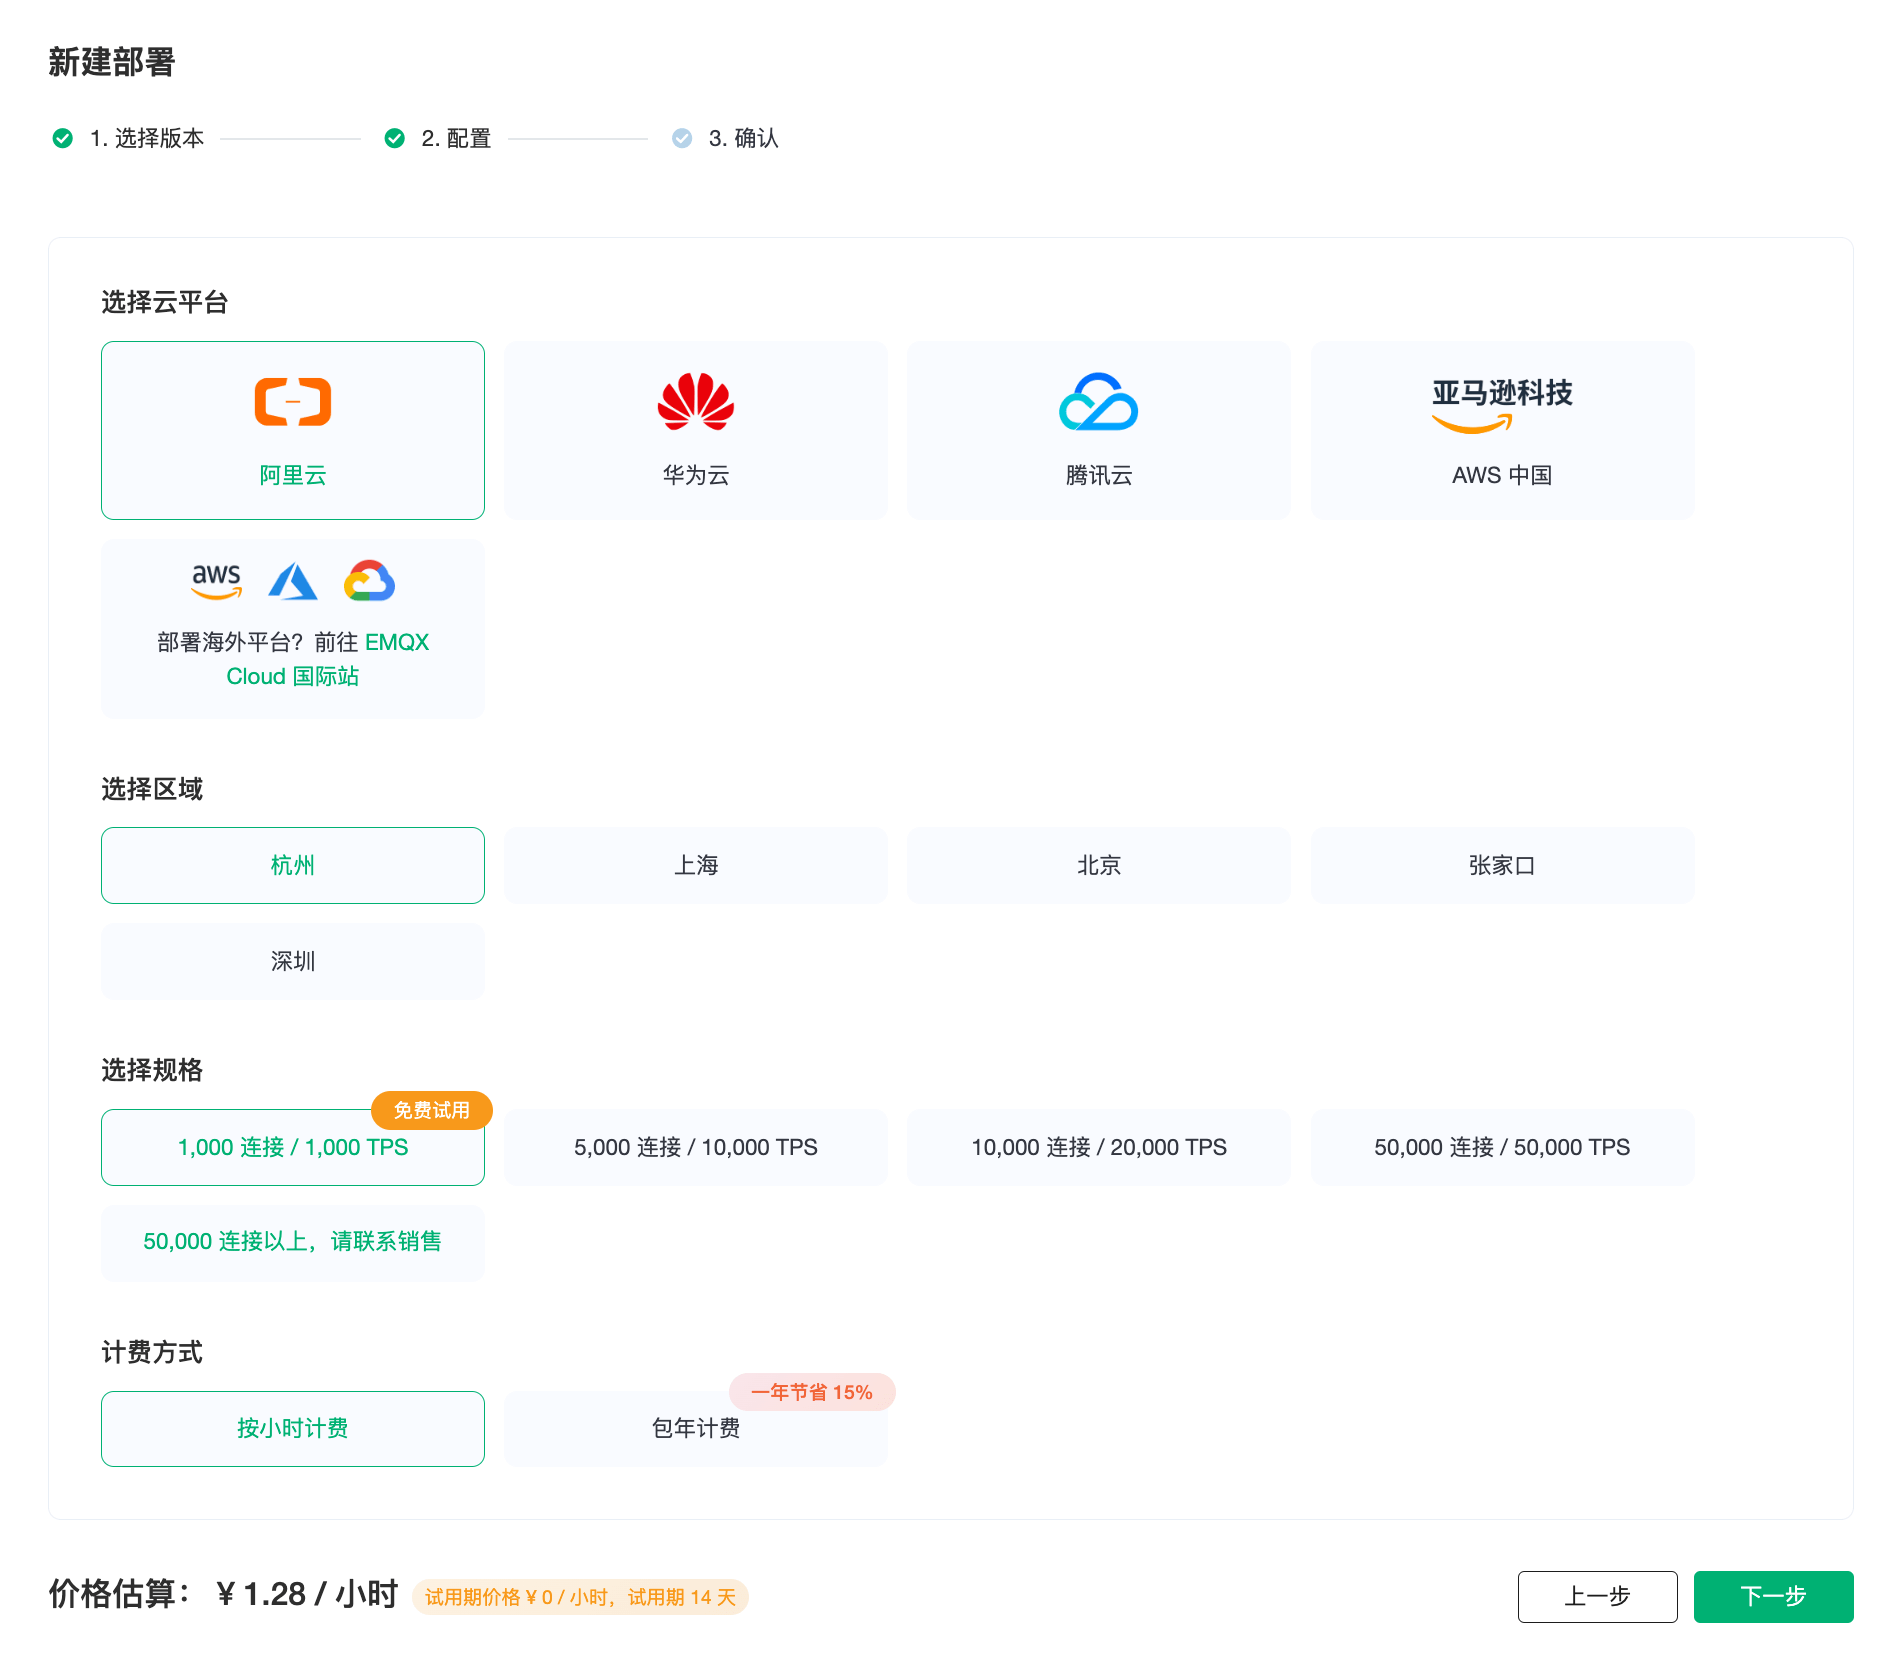 新建部署
1. 选择版本
2. 配置
3. 确认
选择云平台
阿里云
华为云
腾讯云
亚马逊科技
AWS 中国
aws
部署海外平台？前往 EMQX
Cloud 国际站
选择区域
杭州
上海
北京
张家口
深圳
选择规格
免费试用
1,000 连接 / 1,000 TPS
5,000 连接 / 10,000 TPS
10,000 连接 / 20,000 TPS
50,000 连接 / 50,000 TPS
50,000 连接以上，请联系销售
计费方式
按小时计费
一年节省 15%
包年计费
价格估算： ¥ 1.28 / 小时
试用期价格 ¥ 0 / 小时，试用期 14 天
上一步
下一步